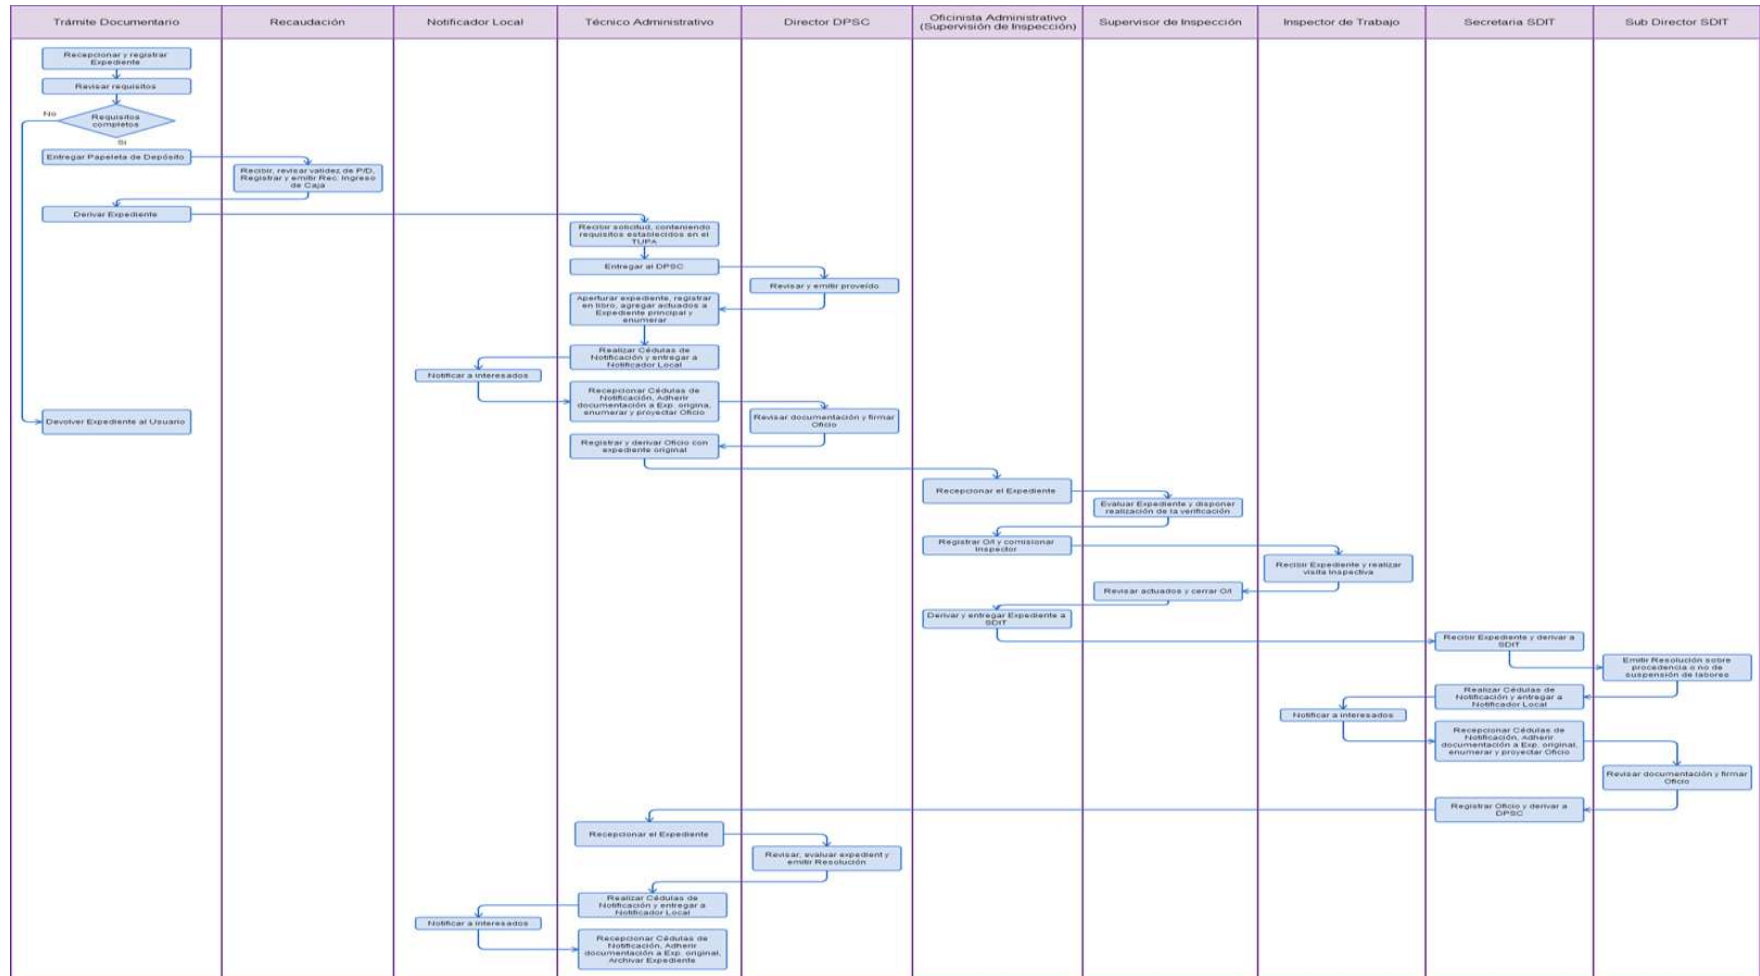 Trámite Documentario
Recaudación
Notificador Local
Técnico Administrativo
Director DPSC
Oficinista Administrativo
(Supervisión de Inspección)
Supervisor de Inspección
Inspector de Trabajo
Secretaria SDIT
Sub Director SDIT
Recepcionar y registrar
Expediente
Revisar requisitos
No
Requisitos
completos
Si
Entregar Papeleta de Depósito
Recibir, revisar validez de P/D,
Registrar y emitir Rec. Ingreso
de Caja
Derivar Expediente
Recibir solicitud, conteniendo
requisitos establecidos en el
TUPA
Entregar al DPSC
Revisar y emitir proveído
Aperturar expediente, registrar
en libro, agregar actuados a
Expediente principal y
enumerar
Realizar Cédulas de
Notificación y entregar a
Notificador Local
Notificar a interesados
Recepcionar Cédulas de
Notificación, Adherir
documentación a Exp. origina,
enumerar y proyectar Oficio
Devolver Expediente al Usuario
Revisar documentación y firmar
Oficio
Registrar y derivar Oficio con
expediente original
Recepcionar el Expediente
Evaluar Expediente y disponer
realización de la verificación
Registrar O/I y comisionar
Inspector
Recibir Expediente y realizar
visita Inspectiva
Revisar actuados y cerrar O/I
Derivar y entregar Expediente a
SDIT
Recibir Expediente y derivar a
SDIT
Emitir Resolución sobre
procedencia o no de
suspensión de labores
Realizar Cédulas de
Notificación y entregar a
Notificador Local
Notificar a interesados
Recepcionar Cédulas de
Notificación, Adherir
documentación a Exp. original,
enumerar y proyectar Oficio
Revisar documentación y firmar
Oficio
Registrar Oficio y derivar a
DPSC
Recepcionar el Expediente
Revisar, evaluar expedient y
emitir Resolución
Realizar Cédulas de
Notificación y entregar a
Notificador Local
Notificar a interesados
Recepcionar Cédulas de
Notificación, Adherir
documentación a Exp. original,
Archivar Expediente